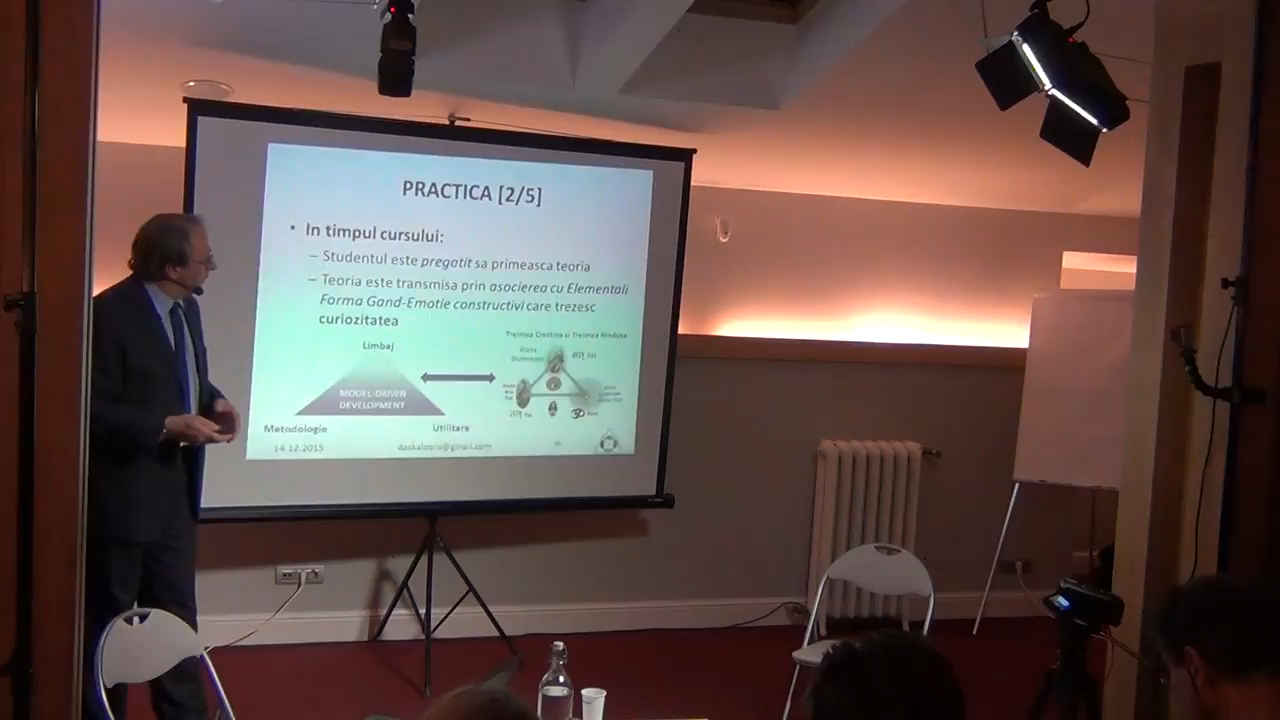 PRACTICA [2/5]
• In timpul cursului:
– Studentul este pregatit sa primeasca teoria
– Teoria este transmisa prin asocierea cu Elementali
Forma Gand-Emotie constructivi care trezesc
curiozitatea
Limbaj
Treimea Crestina si Treimea Hindusa
MODEL-DRIVEN
DEVELOPMENT
Metodologie
Utilitare
14.12.2015
daskalosro@gmail.com